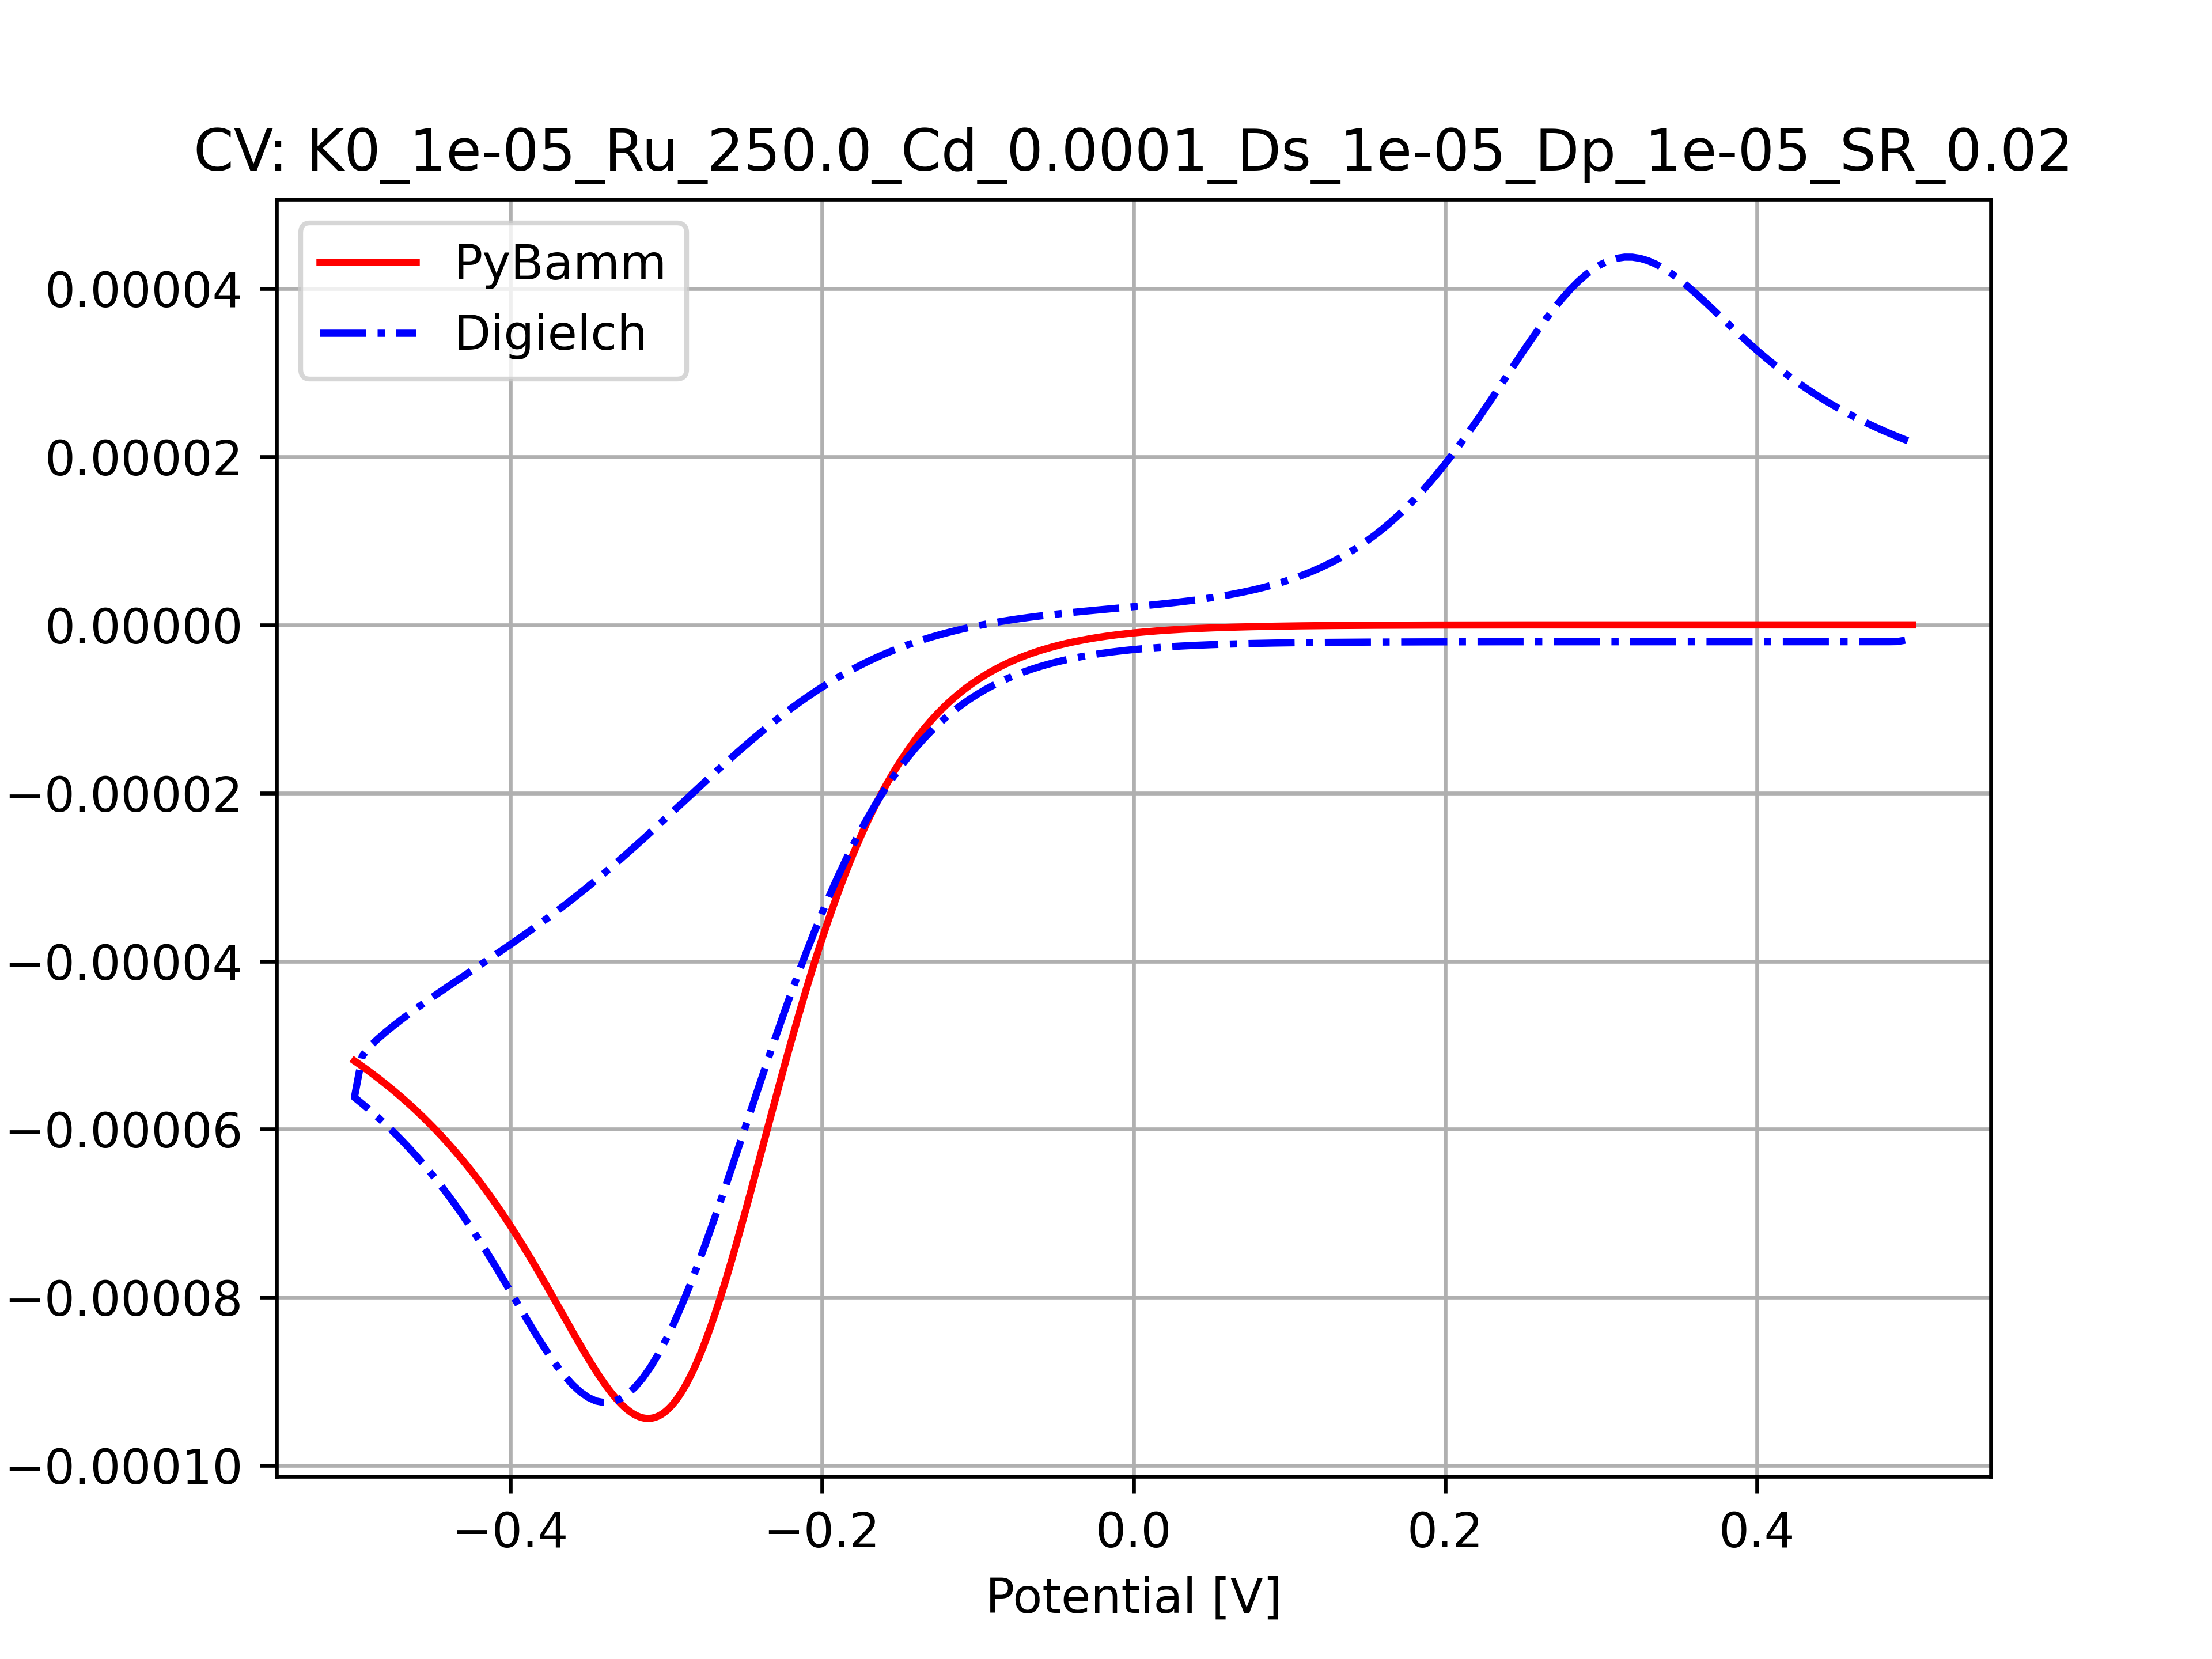 CV: K0_1e-05_Ru_250.0_Cd_0.0001_Ds_1e-05_Dp_1e-05_SR_0.02
PyBamm
Digielch
0.00004
0.00002
0.00000
−0.00002
−0.00004
−0.00006
−0.00008
−0.00010
−0.4 −0.2 0.0 0.2 0.4
Potential [V]